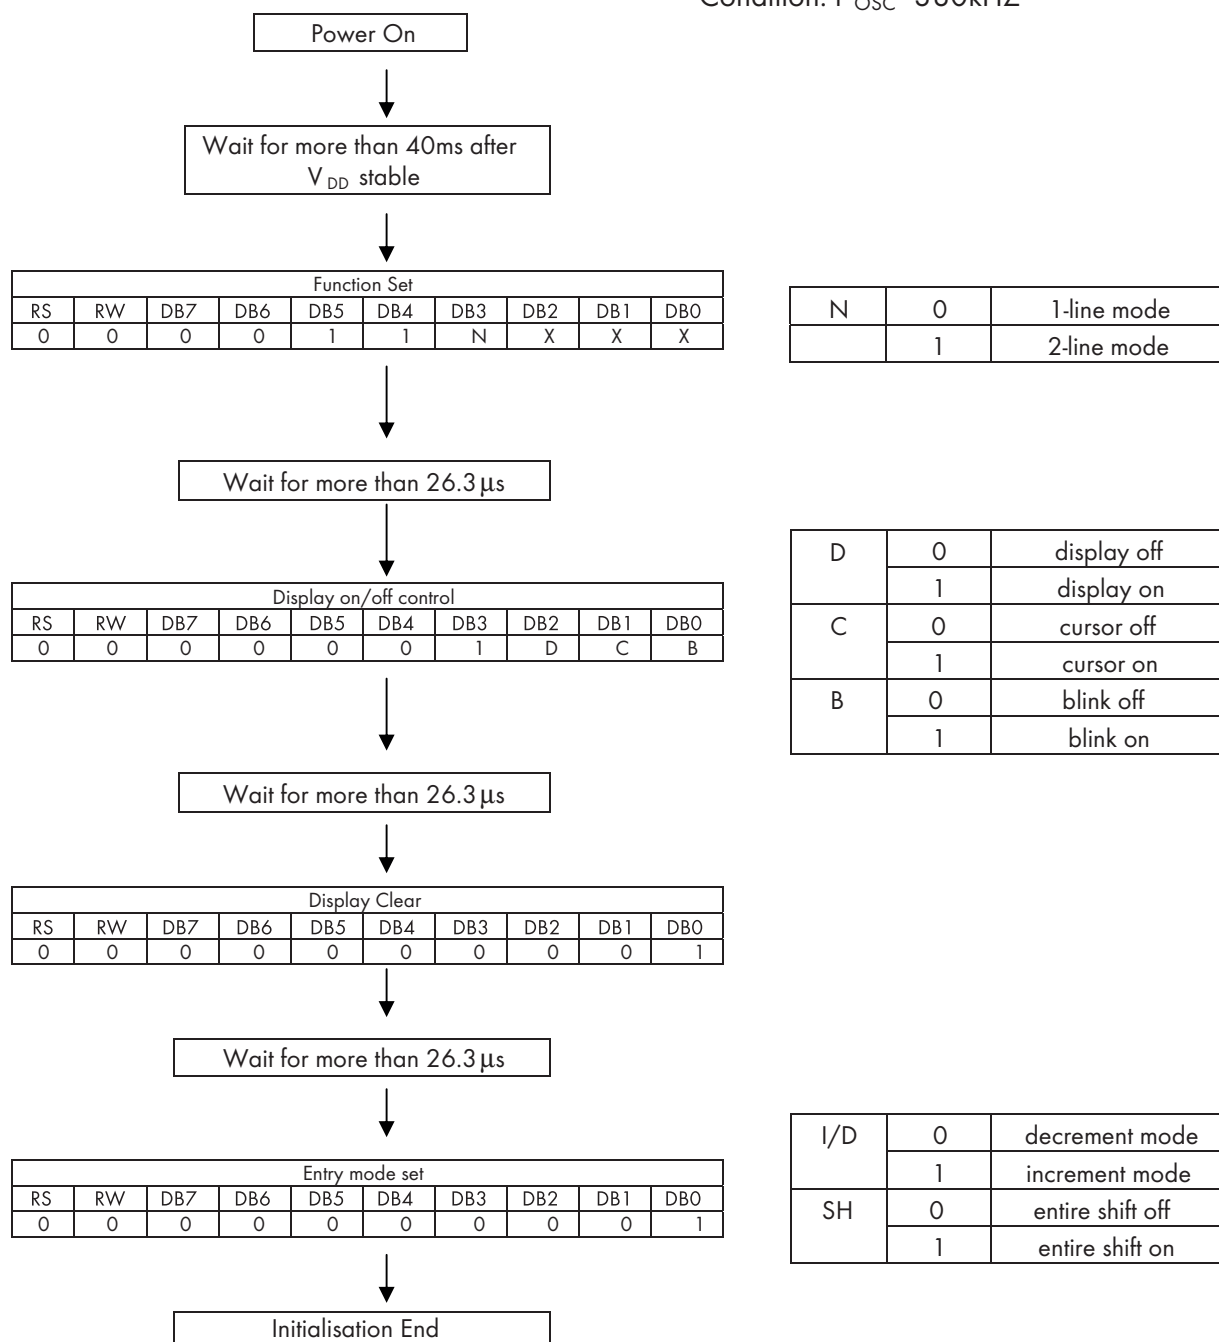 Condition: F OSC 380kHZ
Power On
Wait for more than 40ms after
V DD stable
Function Set
RS RW DB7 DB6 DB5 DB4 DB3 DB2 DB1 DB0
0 0 0 0 1 1 N X X X
N 0 1-line mode
1 2-line mode
Wait for more than 26.3µs
Display on/off control
RS RW DB7 DB6 DB5 DB4 DB3 DB2 DB1 DB0
0 0 0 0 0 0 1 D C B
D 0 display off
1 display on
C 0 cursor off
1 cursor on
B 0 blink off
1 blink on
Wait for more than 26.3µs
Display Clear
RS RW DB7 DB6 DB5 DB4 DB3 DB2 DB1 DB0
0 0 0 0 0 0 0 0 0 1
Wait for more than 26.3µs
Entry mode set
RS RW DB7 DB6 DB5 DB4 DB3 DB2 DB1 DB0
0 0 0 0 0 0 0 0 0 1
I/D 0 decrement mode
1 increment mode
SH 0 entire shift off
1 entire shift on
Initialisation End